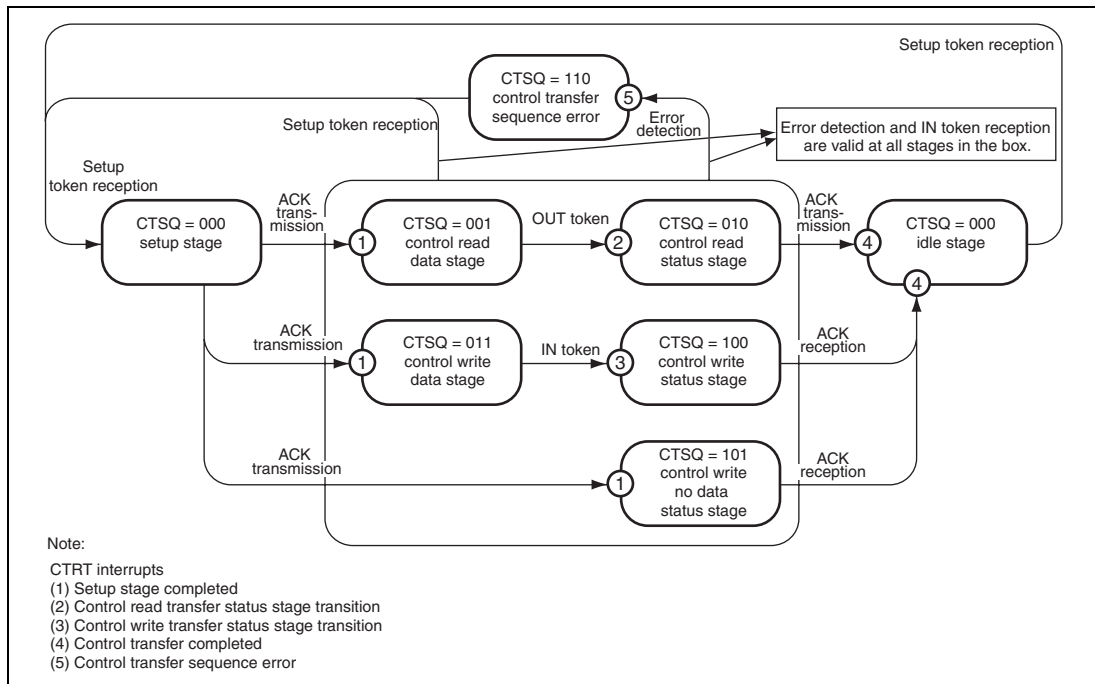 Setup token reception
CTSQ = 110
control transfer
sequence error
5
Setup token reception
Error
detection
Error detection and IN token reception
are valid at all stages in the box.
Setup
token reception
CTSQ = 000
setup stage
ACK
trans-
mission
1
CTSQ = 001
control read
data stage
OUT token
2
CTSQ = 010
control read
status stage
ACK
transmission
4
CTSQ = 000
idle stage
4
ACK
transmission
1
CTSQ = 011
control write
data stage
IN token
3
CTSQ = 100
control write
status stage
ACK
reception
ACK
transmission
1
CTSQ = 101
control write
no data
status stage
ACK
reception
Note:
CTRT interrupts
(1) Setup stage completed
(2) Control read transfer status stage transition
(3) Control write transfer status stage transition
(4) Control transfer completed
(5) Control transfer sequence error